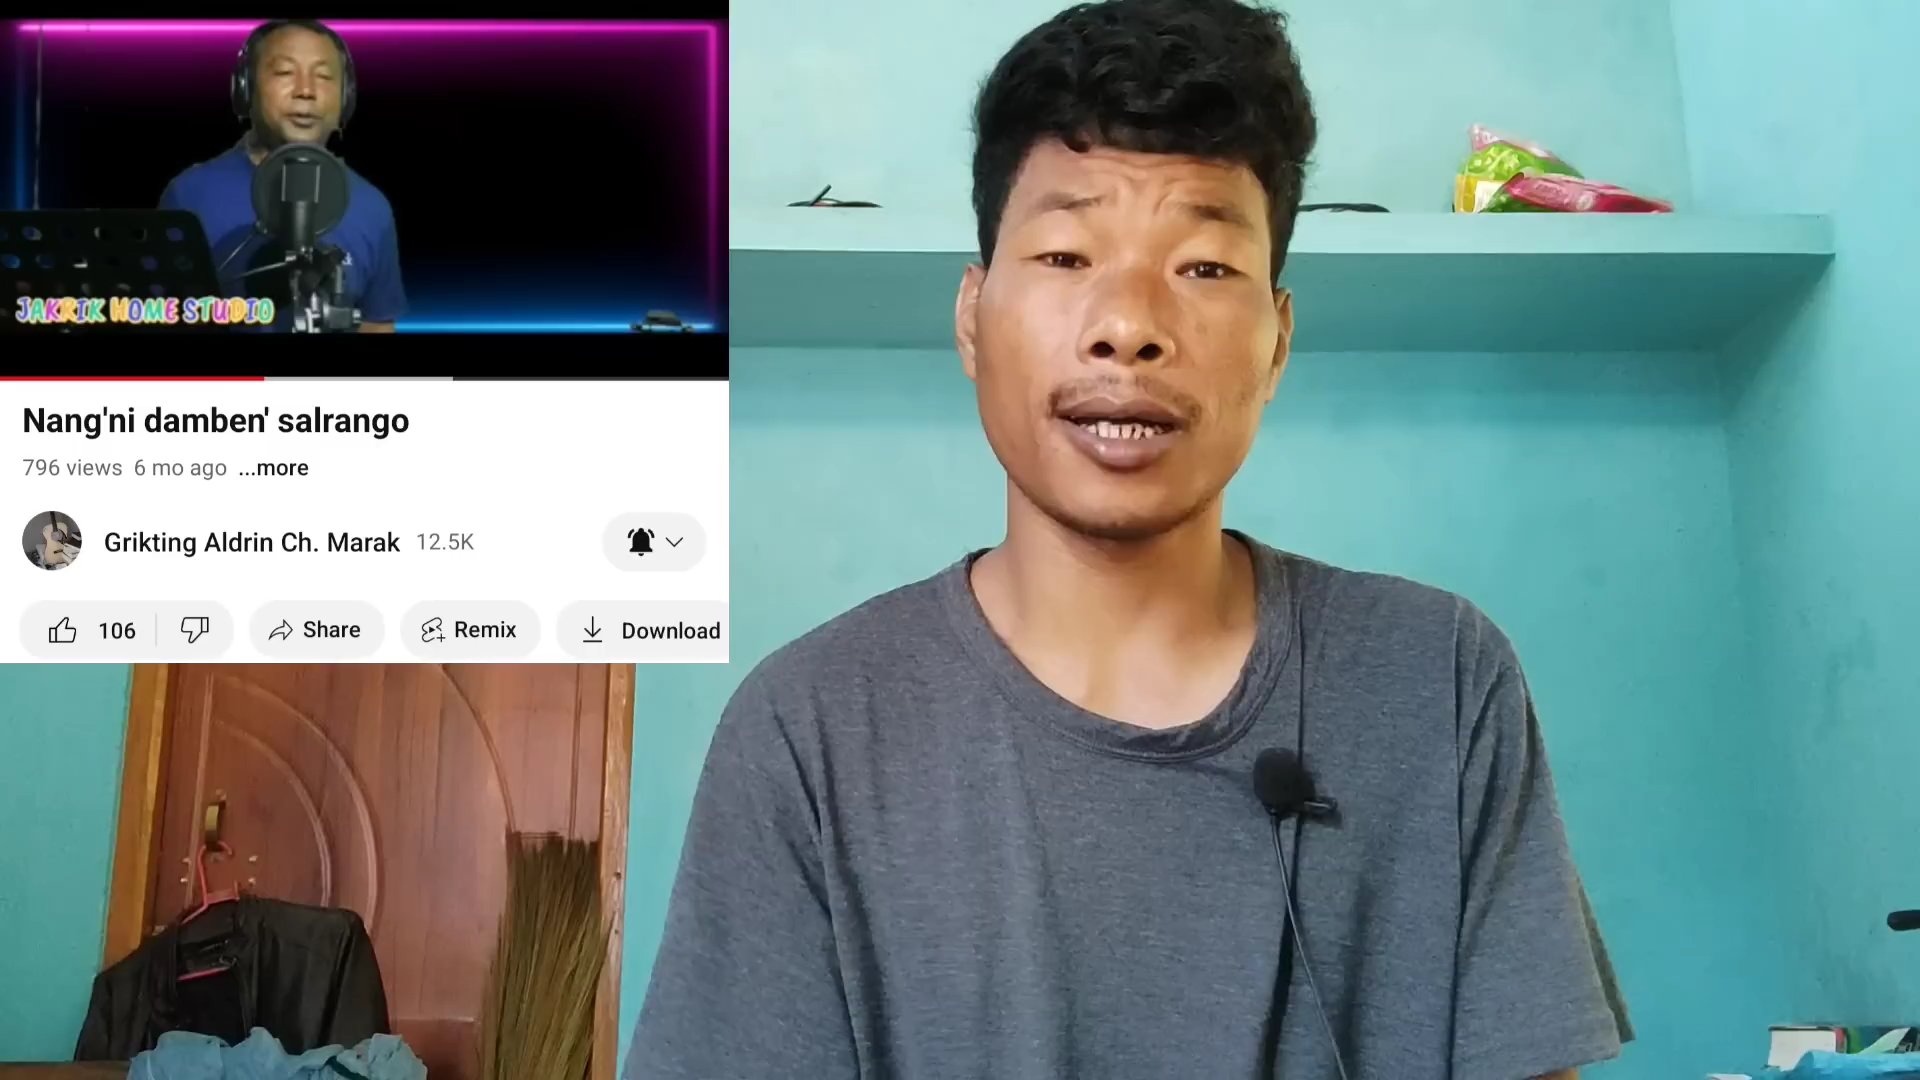 JAKRIK HOME STUDIO
Nang'ni damben' salrango
796 views 6 mo ago ...more
Grikting Aldrin Ch. Marak 12.5K
106 Share Remix Download